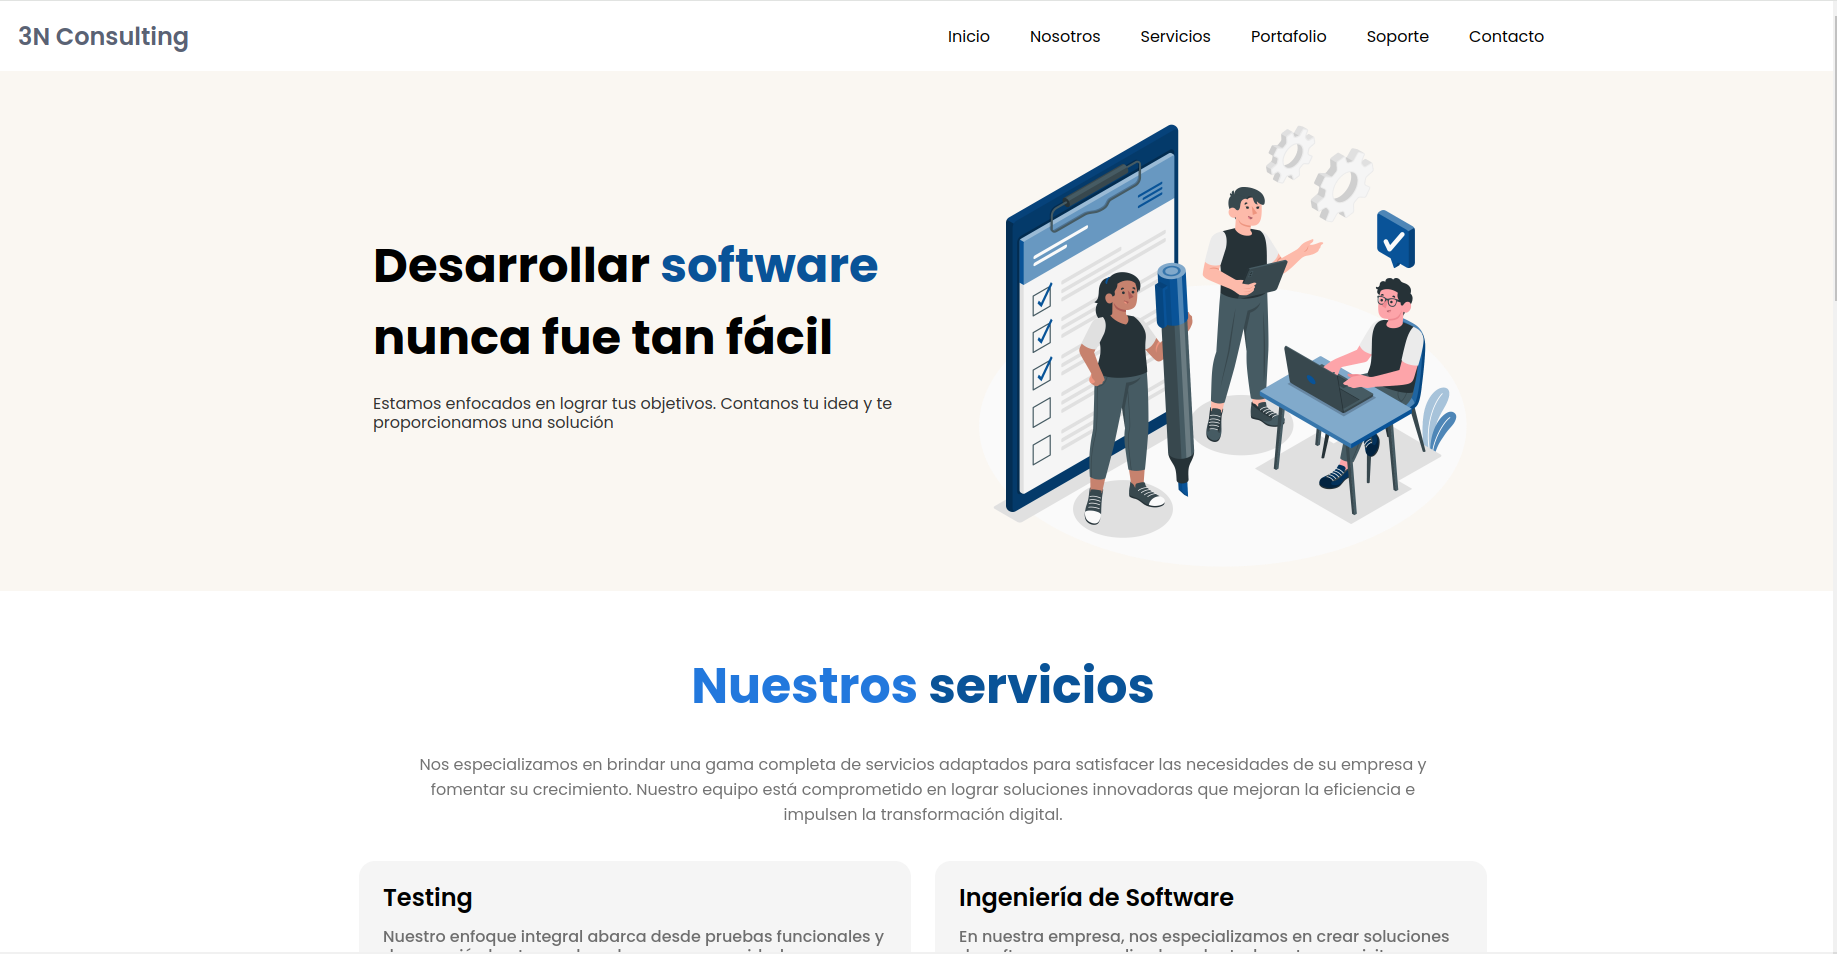 3N Consulting
Inicio Nosotros Servicios Portafolio Soporte Contacto
Desarrollar software
nunca fue tan fácil
Estamos enfocados en lograr tus objetivos. Contanos tu idea y te
proporcionamos una solución
Nuestros servicios
Nos especializamos en brindar una gama completa de servicios adaptados para satisfacer las necesidades de su empresa y
fomentar su crecimiento. Nuestro equipo está comprometido en lograr soluciones innovadoras que mejoran la eficiencia e
impulsen la transformación digital.
Testing
Nuestro enfoque integral abarca desde pruebas funcionales y
Ingeniería de Software
En nuestra empresa, nos especializamos en crear soluciones